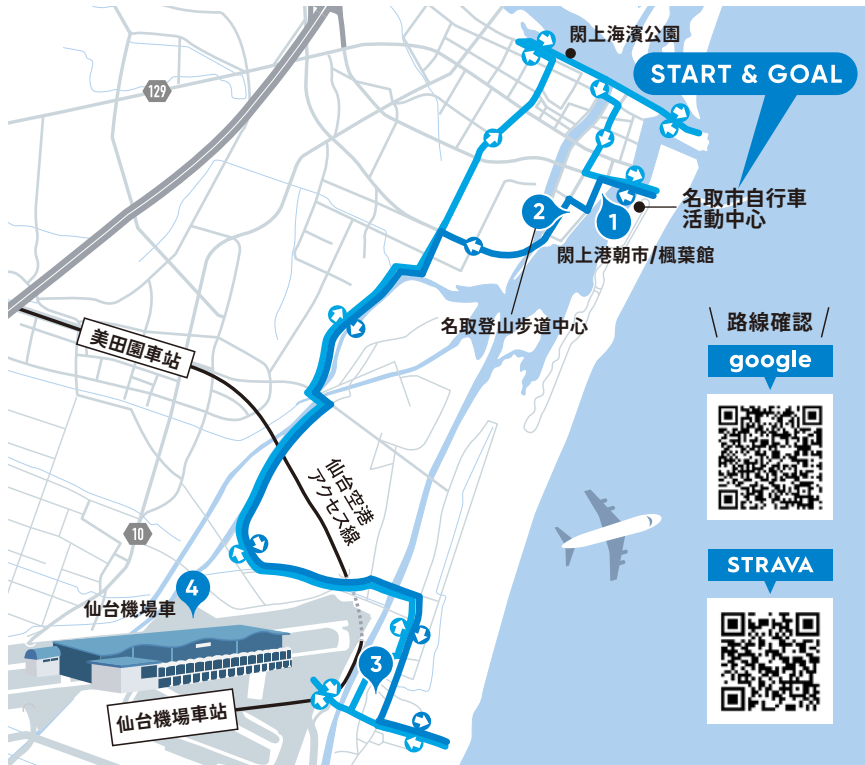 閖上海濱公園
START & GOAL
129
名取市自行車
活動中心
2
1
閖上港朝市/楓葉館
名取登山步道中心
路線確認
google
美田園車站
仙台空港
アクセス線
10
STRAVA
4
仙台機場車
3
仙台機場車站